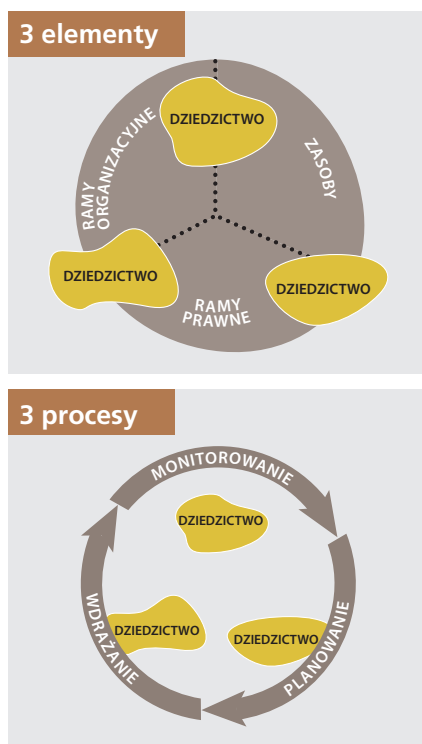 3 elementy
DZIEDZICTWO
RAMY
ORGANIZACYJNE
ZASOBY
DZIEDZICTWO
DZIEDZICTWO
RAMY
PRAWNE
3 procesy
MONITOROWANIE
DZIEDZICTWO
WDRAŻANIE
DZIEDZICTWO
DZIEDZICTWO
PLANOWANIE